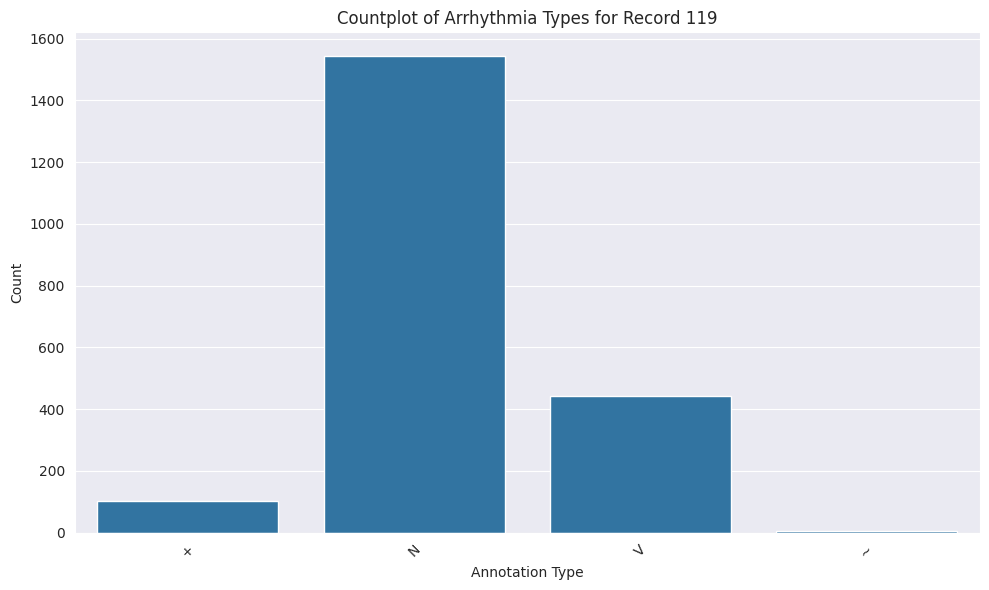 Countplot of Arrhythmia Types for Record 119
1600
1400
1200
1000
800
600
400
200
0
Count
+
N
V
~
Annotation Type